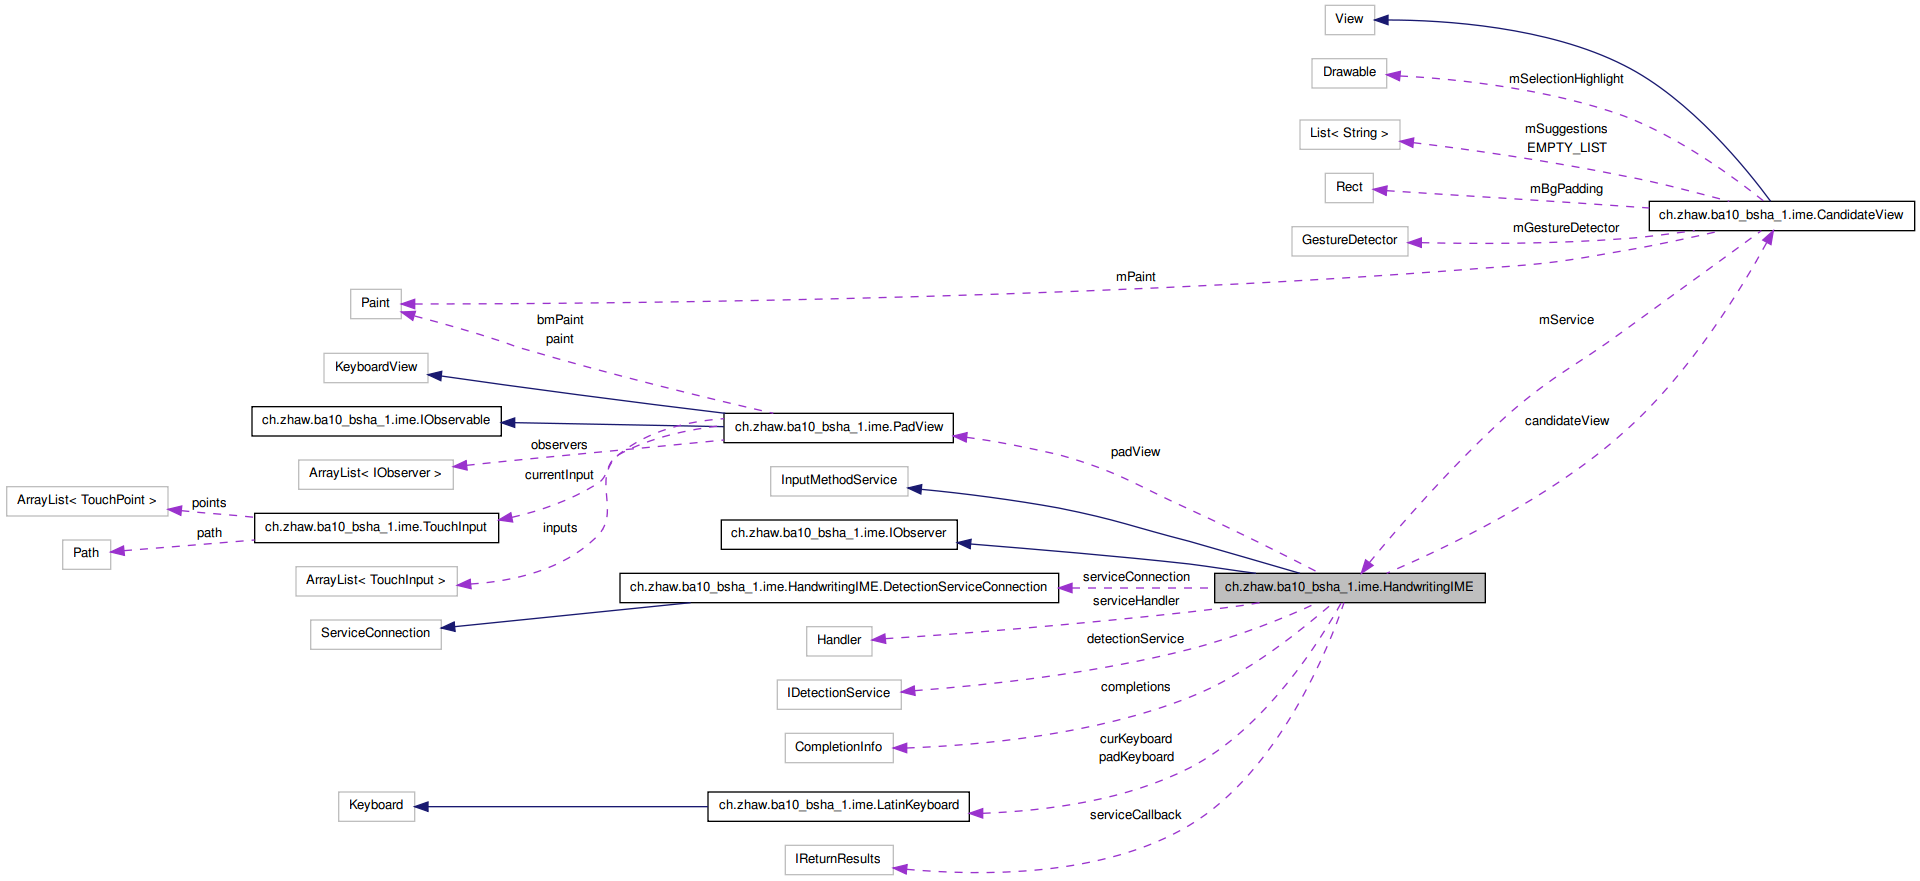 View
Drawable
mSelectionHighlight
List< String >
mSuggestions
EMPTY_LIST
Rect
mBgPadding
ch.zhaw.ba10_bsha_1.ime.CandidateView
GestureDetector
mGestureDetector
mPaint
Paint
bmPaint
paint
mService
KeyboardView
ch.zhaw.ba10_bsha_1.ime.IObservable
ch.zhaw.ba10_bsha_1.ime.PadView
candidateView
observers
padView
ArrayList< IObserver >
currentInput
InputMethodService
ArrayList< TouchPoint >
points
ch.zhaw.ba10_bsha_1.ime.TouchInput
inputs
path
ch.zhaw.ba10_bsha_1.ime.IObserver
Path
ArrayList< TouchInput >
ch.zhaw.ba10_bsha_1.ime.HandwritingIME.DetectionServiceConnection
serviceConnection
ch.zhaw.ba10_bsha_1.ime.HandwritingIME
serviceHandler
ServiceConnection
Handler
detectionService
IDetectionService
completions
CompletionInfo
curKeyboard
padKeyboard
Keyboard
ch.zhaw.ba10_bsha_1.ime.LatinKeyboard
serviceCallback
IReturnResults